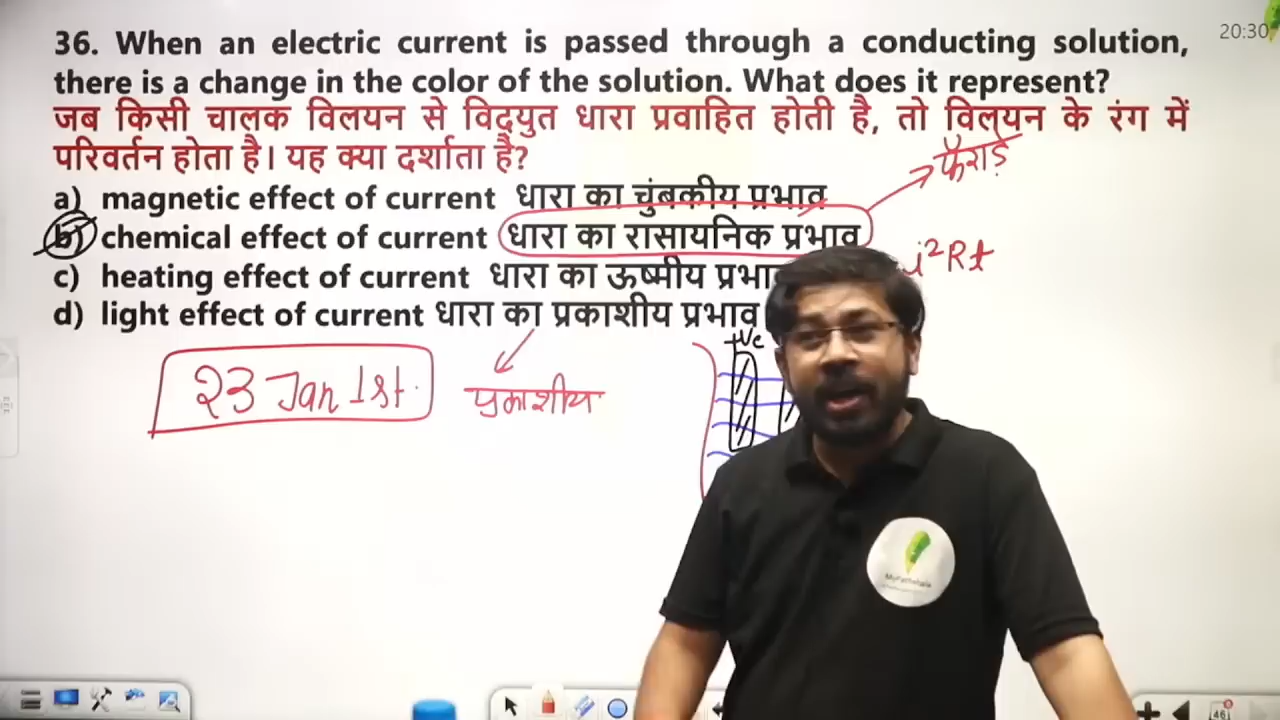 20:30
36. When an electric current is passed through a conducting solution,
there is a change in the color of the solution. What does it represent?
जब किसी चालक विलयन से विद्युत धारा प्रवाहित होती है, तो विलयन के रंग में
परिवर्तन होता है। यह क्या दर्शाता है?
फैराडे
a) magnetic effect of current धारा का चुंबकीय प्रभाव
b) chemical effect of current धारा का रासायनिक प्रभाव
i²Rt
c) heating effect of current धारा का ऊष्मीय
d) light effect of current धारा का प्रकाशीय प्रभाव
+ve
23 Jan 1st.
प्रकाशीय
MyPathshala